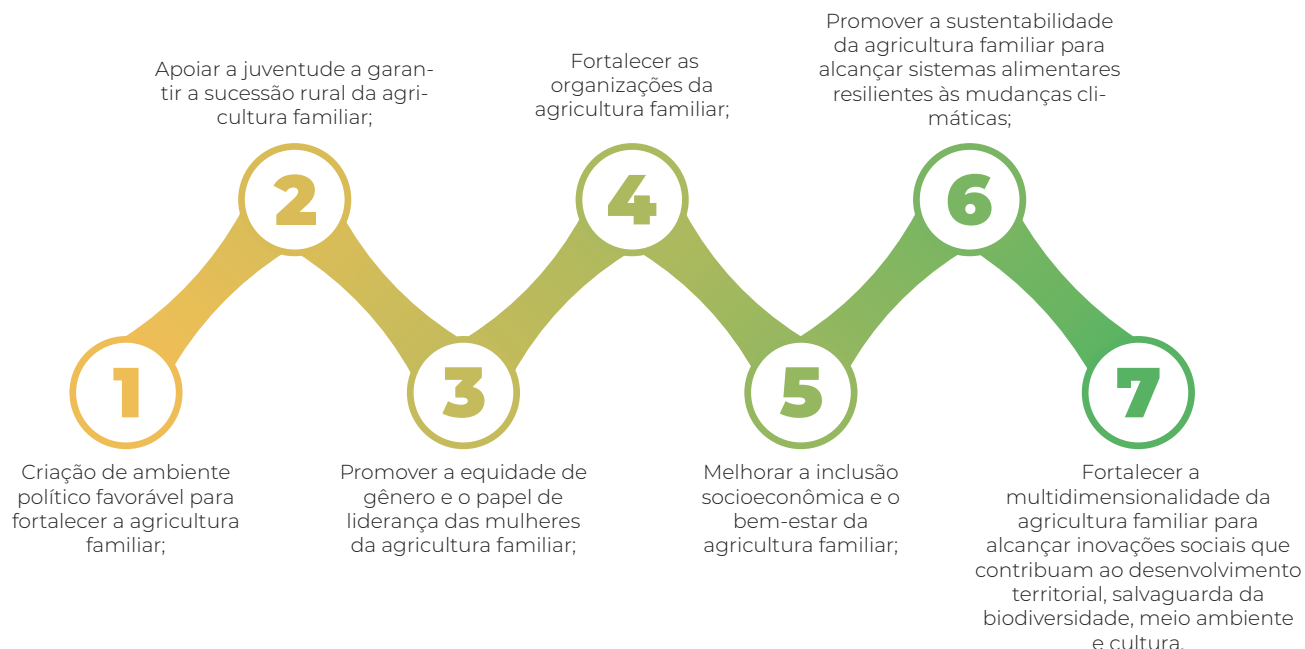 1
Criação de ambiente
político favorável para
fortalecer a agricultura
familiar;
Apoiar a juventude a garan-
tir a sucessão rural da agri-
cultura familiar;
2
3
Promover a equidade de
gênero e o papel de
liderança das mulheres
da agricultura familiar;
Fortalecer as
organizações da
agricultura familiar;
4
5
Melhorar a inclusão
socioeconômica e o
bem-estar da
agricultura familiar;
Promover a sustentabilidade
da agricultura familiar para
alcançar sistemas alimentares
resilientes às mudanças cli-
máticas;
6
7
Fortalecer a
multidimensionalidade da
agricultura familiar para
alcançar inovações sociais que
contribuam ao desenvolvimento
territorial, salvaguarda da
biodiversidade, meio ambiente
e cultura.